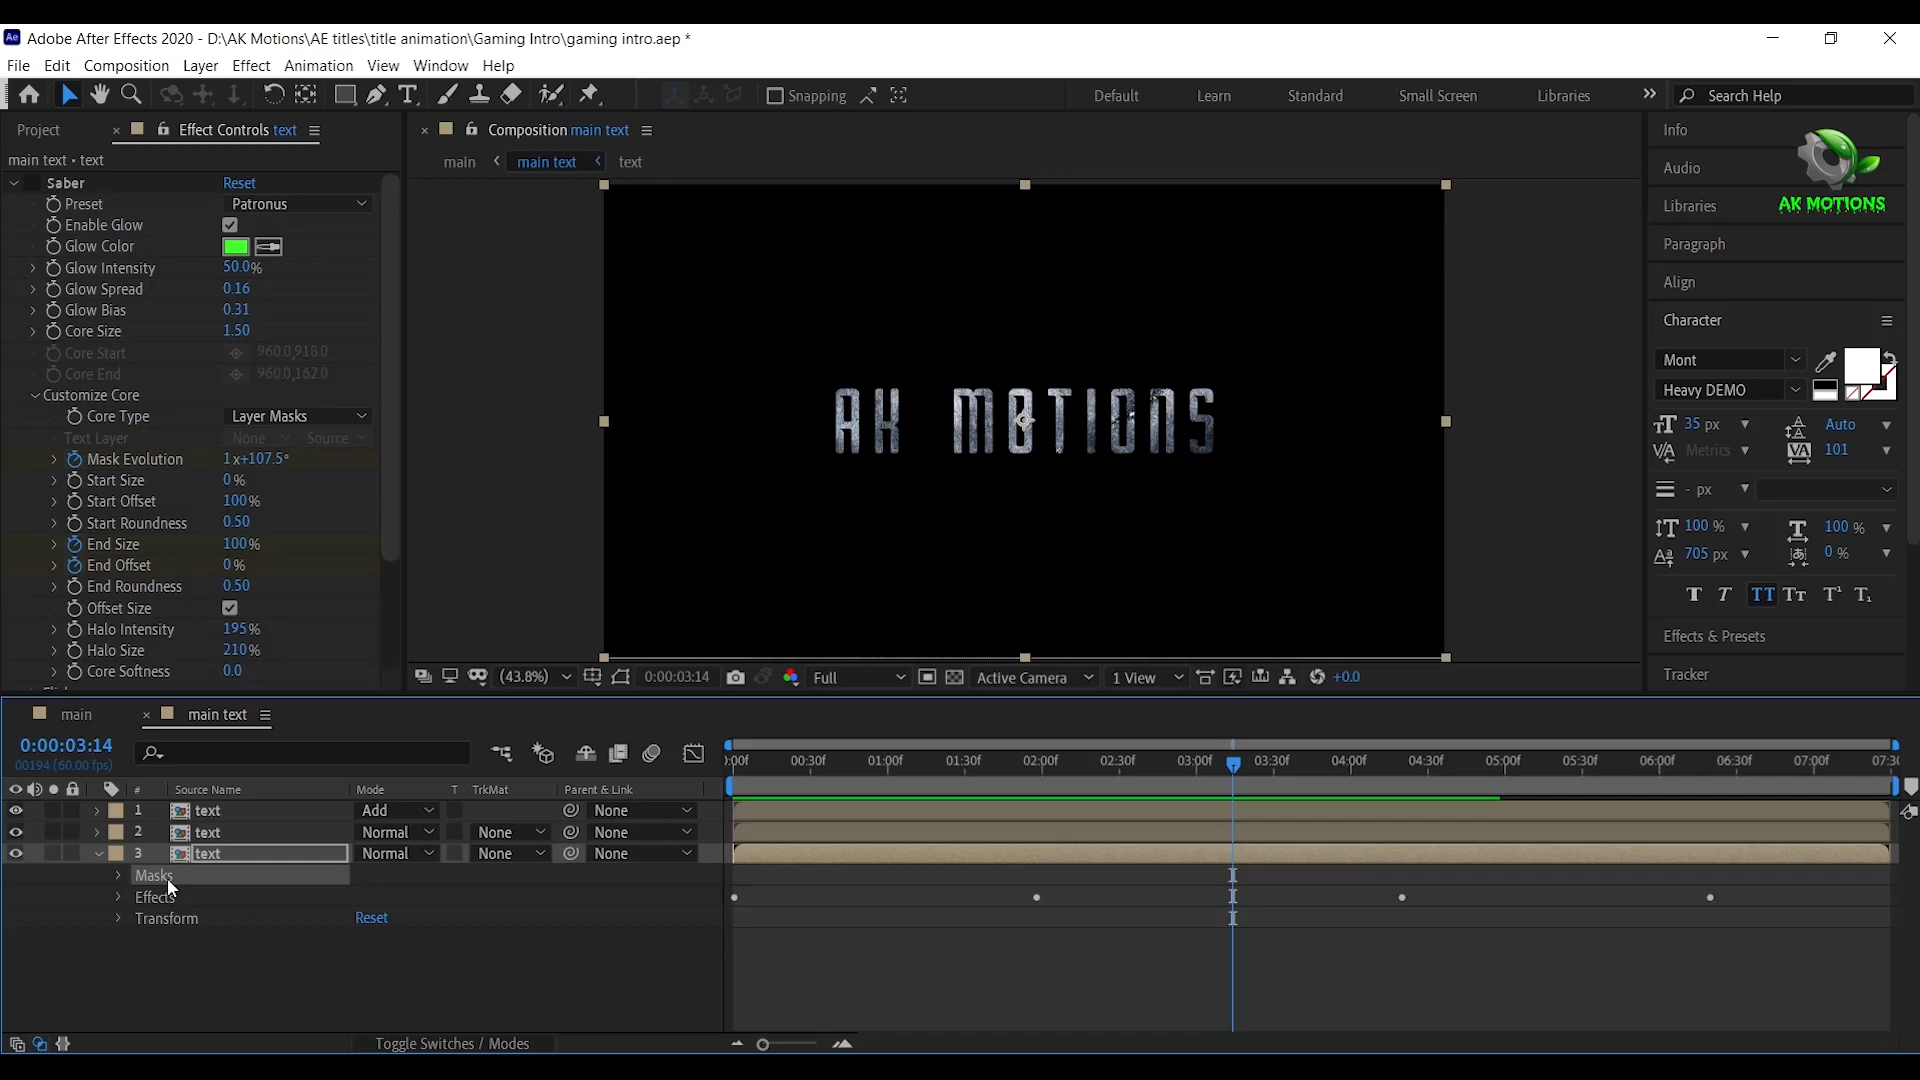 Ae Adobe After Effects 2020 - D:\AK Motions\AE titles\title animation\Gaming Intro\gaming intro.aep *
File Edit Composition Layer Effect Animation View Window Help
Snapping Default Learn Standard Small Screen Libraries Search Help
Project Effect Controls text
main text • text
Saber Reset
Preset Patronus
Enable Glow
Glow Color
Glow Intensity 50.0%
Glow Spread 0.16
Glow Bias 0.31
Core Size 1.50
Core Start 960.0,918.0
Core End 960.0,162.0
Customize Core
Core Type Layer Masks
Text Layer None Source
Mask Evolution 1x+107.5°
Start Size 0%
Start Offset 100%
Start Roundness 0.50
End Size 100%
End Offset 0%
End Roundness 0.50
Offset Size
Halo Intensity 195%
Halo Size 210%
Core Softness 0.0
Composition main text
main main text text
AK MOTIONS
(43.8%) 0:00:03:14 Full Active Camera 1 View +0.0
Info
Audio
Libraries
AK MOTIONS
Paragraph
Align
Character
Mont
Heavy DEMO
35 px Auto
Metrics 101
- px
100 % 100 %
705 px 0 %
T T TT Tт T¹ T₁
Effects & Presets
Tracker
main main text
0:00:03:14
00194 (60.00 fps)
):00f 00:30f 01:00f 01:30f 02:00f 02:30f 03:00f 03:30f 04:00f 04:30f 05:00f 05:30f 06:00f 06:30f 07:00f 07:30
# Source Name Mode T TrkMat Parent & Link
1 text Add None
2 text Normal None None
3 text Normal None None
Masks
Effects
Transform Reset
Toggle Switches / Modes